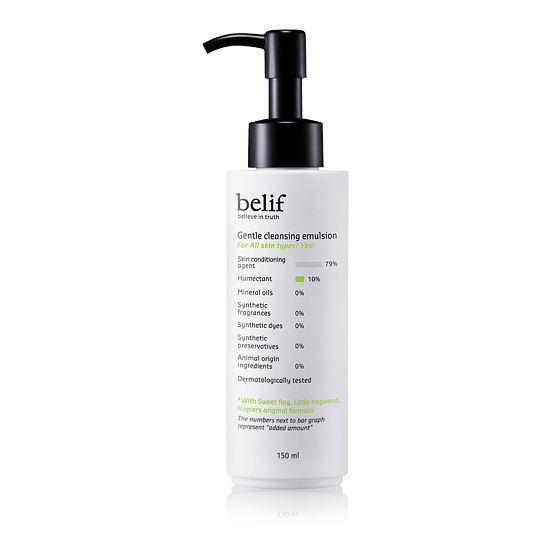 belif
believe in truth
Gentle cleansing emulsion
For All skin types? Yes!
Skin conditioning
agent 79%
Humectant 10%
Mineral oils 0%
Synthetic
fragrances 0%
Synthetic dyes 0%
Synthetic
preservatives 0%
Animal origin
ingredients 0%
Dermatologically tested
*With Sweet flag, Little hogweed,
Napiers original formula
The numbers next to bar graph
represent "added amount"
150 ml